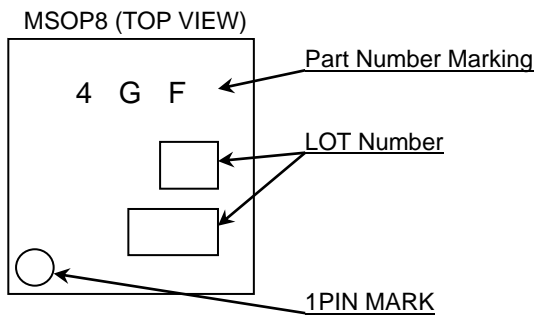 MSOP8 (TOP VIEW)
Part Number Marking
4 G F
LOT Number
1PIN MARK